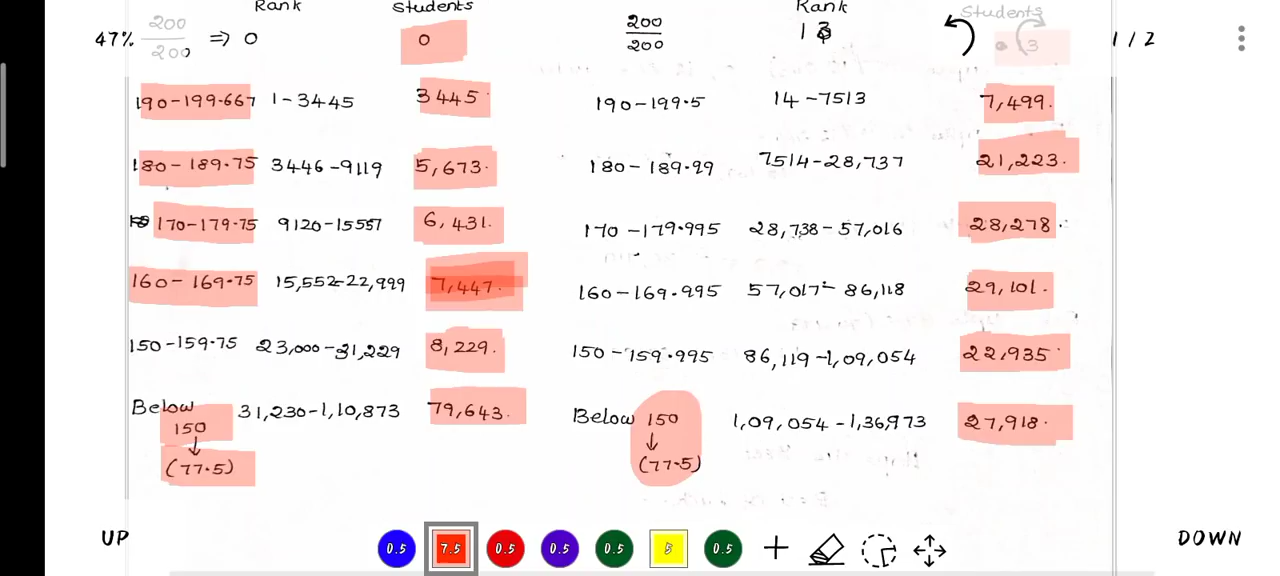 Rank Students Rank Students
47% 200/200 ⇒ 0 0 200/200 3 1/2
190-199.667 1-3445 3445. 190-199.5 14-7513 7,499.
180-189.75 3446-9119 5,673. 180-189.99 7514-28,737 21,223.
170-179.75 9120-15557 6,431. 170-179.995 28,738-57,016 28,278.
160-169.75 15,552-22,999 7,447. 160-169.995 57,017-86,118 29,101.
150-159.75 23,000-31,229 8,229. 150-159.995 86,119-1,09,054 22,935.
Below 150 31,230-1,10,873 79,643. Below 150 1,09,054-1,36,973 27,918.
↓ ↓
(77.5) (77.5)
UP 0.5 7.5 0.5 0.5 0.5 5 0.5 DOWN